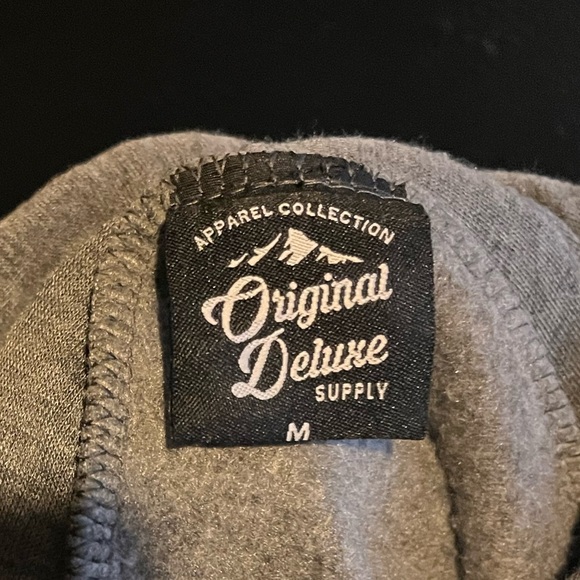 APPAREL COLLECTION
Original
Deluxe
SUPPLY
M